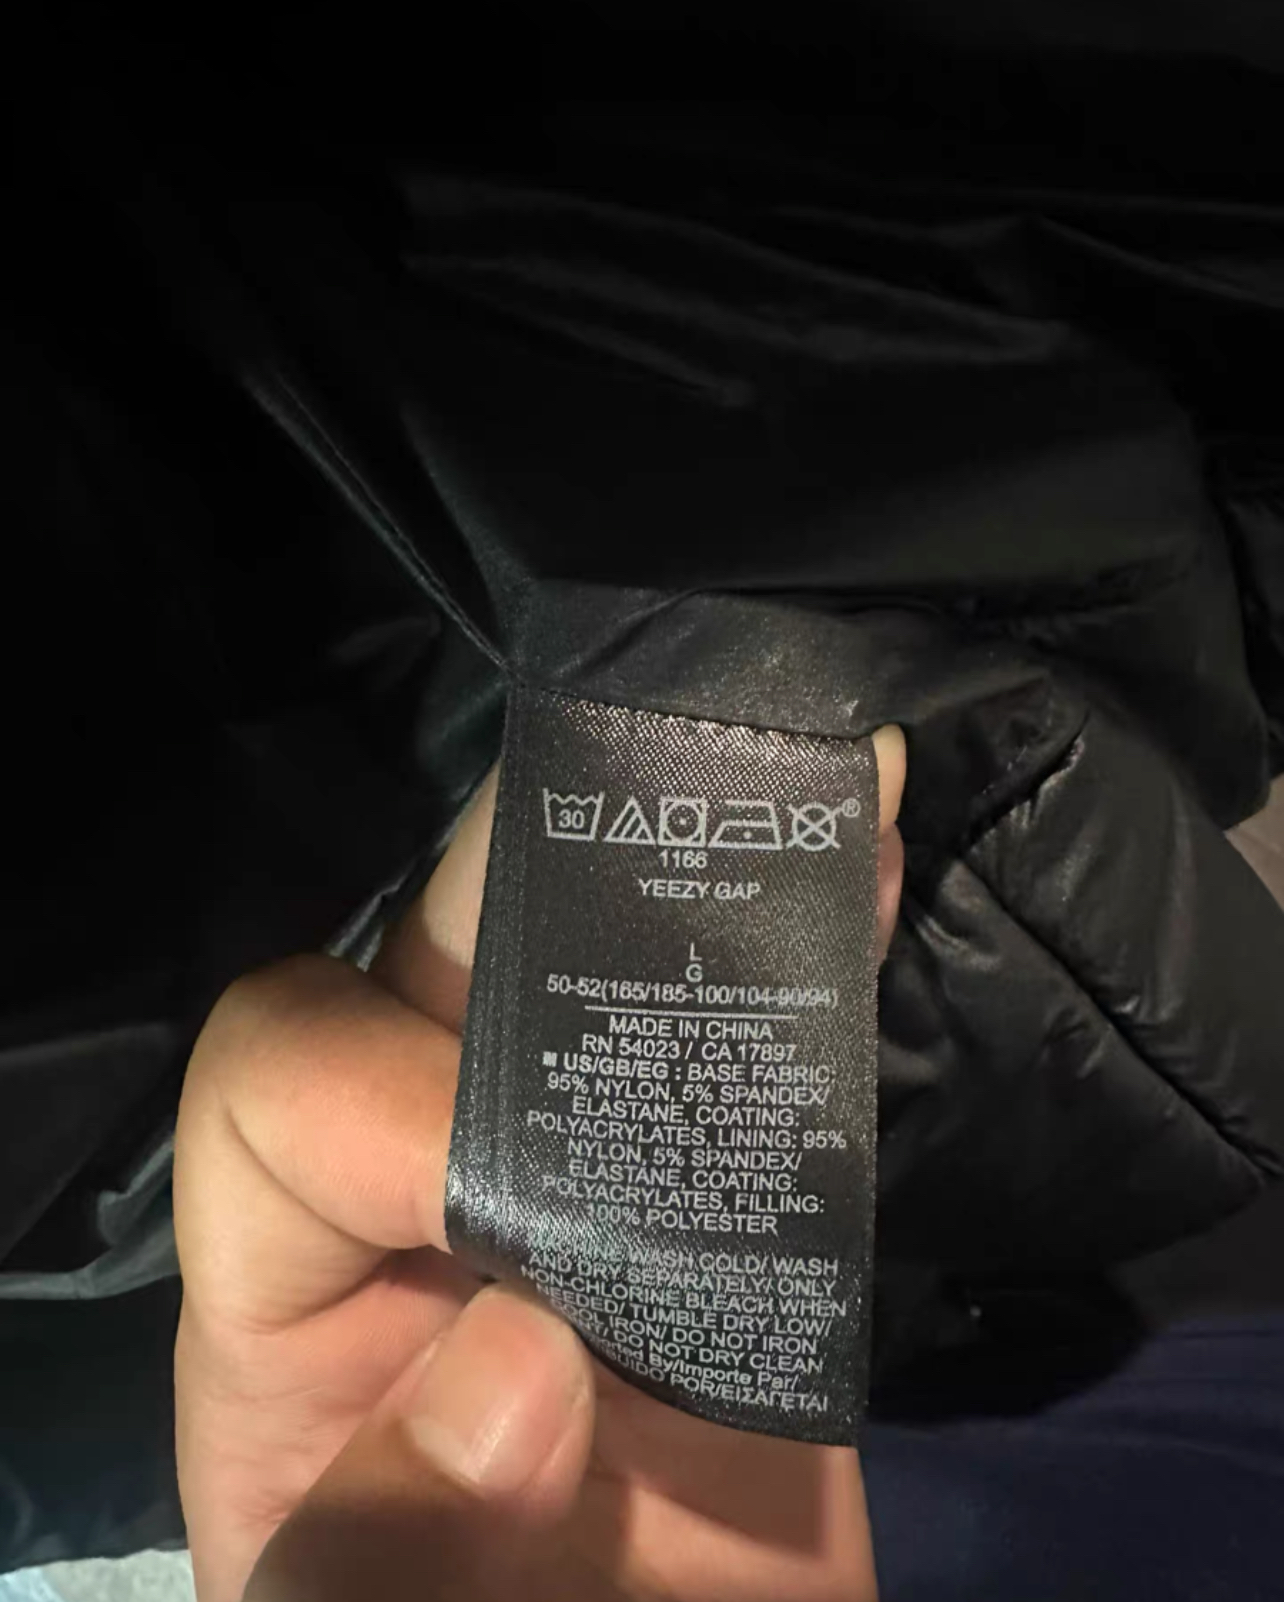 30 ®
1166
YEEZY GAP
L
G
50-52(165/185-100/104-90/94)
MADE IN CHINA
RN 54023 / CA 17897
US/GB/EG : BASE FABRIC:
95% NYLON, 5% SPANDEX/
ELASTANE, COATING:
POLYACRYLATES, LINING: 95%
NYLON, 5% SPANDEX/
ELASTANE, COATING:
POLYACRYLATES, FILLING:
100% POLYESTER
WASH COLD/ WASH
AND DRY SEPARATELY/ ONLY
NON-CHLORINE BLEACH WHEN
NEEDED/ TUMBLE DRY LOW/
IRON/ DO NOT IRON
DO NOT DRY CLEAN
By/Importe Par/
POR/ΕΙΣΑΓΕΤΑΙ